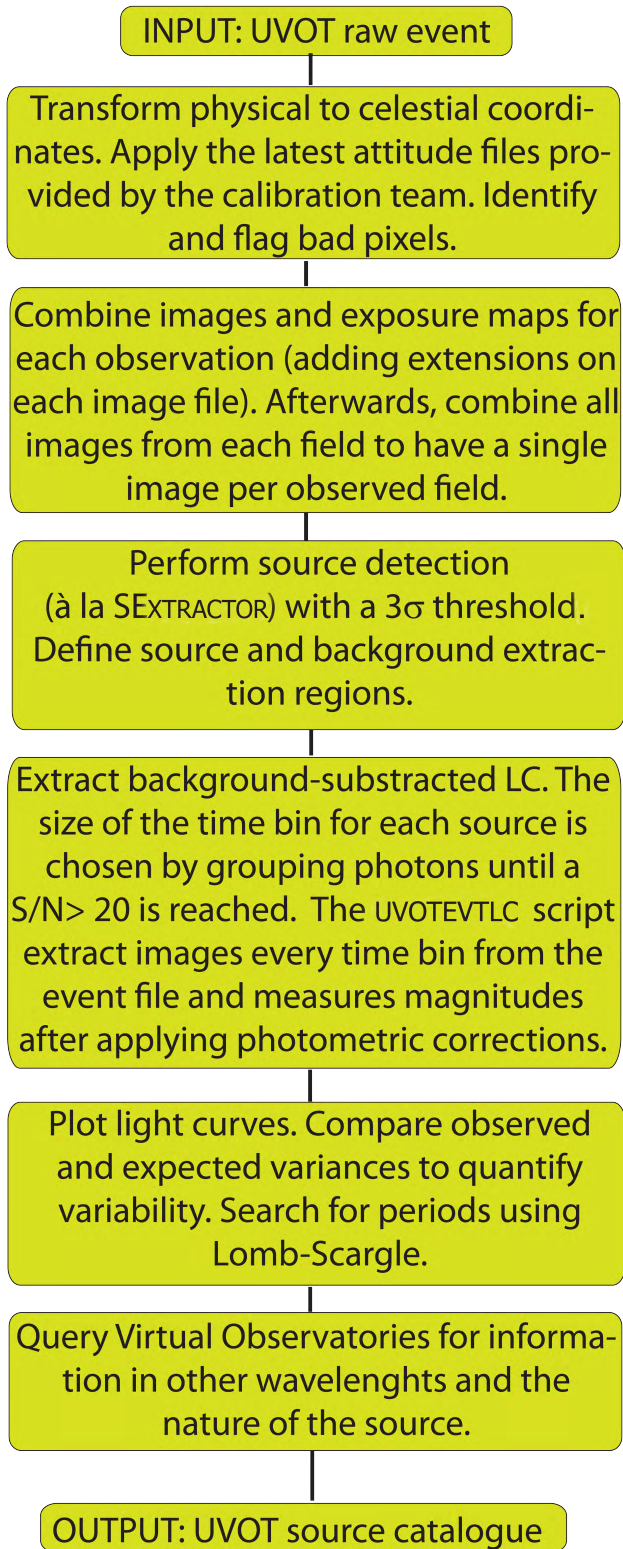 INPUT: UVOT raw event
Transform physical to celestial coordi-
nates. Apply the latest attitude files pro-
vided by the calibration team. Identify
and flag bad pixels.
Combine images and exposure maps for
each observation (adding extensions on
each image file). Afterwards, combine all
images from each field to have a single
image per observed field.
Perform source detection
(à la SEXTRACTOR) with a 3σ threshold.
Define source and background extrac-
tion regions.
Extract background-substracted LC. The
size of the time bin for each source is
chosen by grouping photons until a
S/N> 20 is reached. The UVOTEVTLC script
extract images every time bin from the
event file and measures magnitudes
after applying photometric corrections.
Plot light curves. Compare observed
and expected variances to quantify
variability. Search for periods using
Lomb-Scargle.
Query Virtual Observatories for informa-
tion in other wavelenghts and the
nature of the source.
OUTPUT: UVOT source catalogue